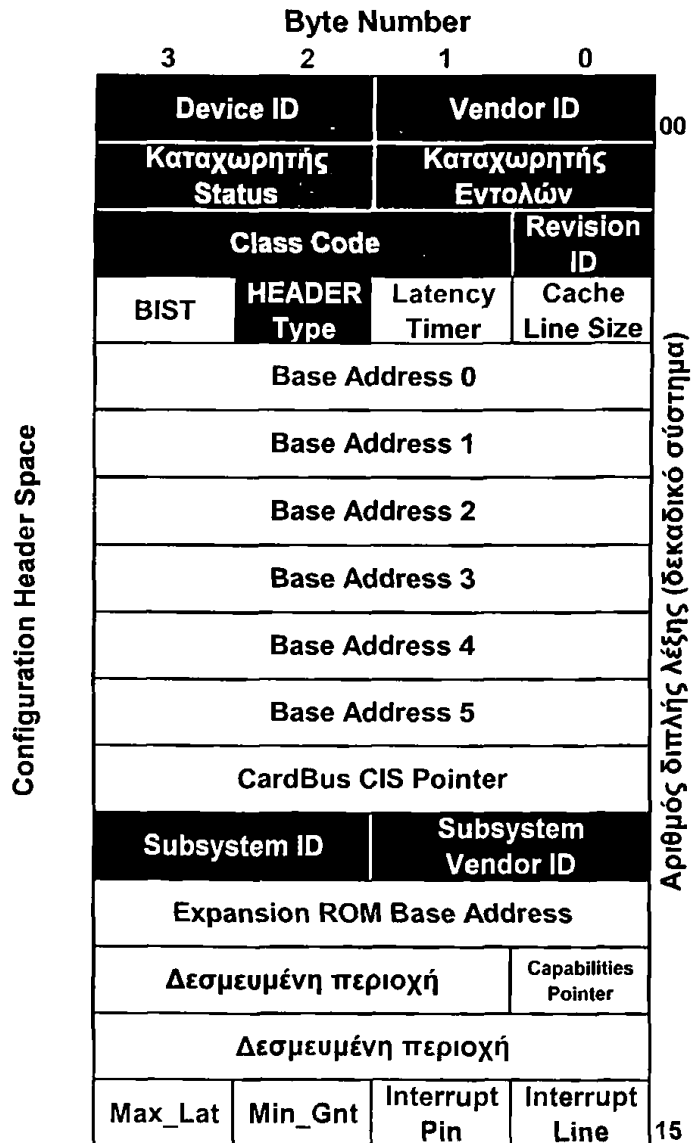 Byte Number
3 2 1 0
Device ID Vendor ID 00
Καταχωρητής Status Καταχωρητής Εντολών
Class Code Revision ID
BIST HEADER Type Latency Timer Cache Line Size
Base Address 0
Base Address 1
Base Address 2
Base Address 3
Base Address 4
Base Address 5
CardBus CIS Pointer
Subsystem ID Subsystem Vendor ID
Expansion ROM Base Address
Δεσμευμένη περιοχή Capabilities Pointer
Δεσμευμένη περιοχή
Max_Lat Min_Gnt Interrupt Pin Interrupt Line 15
Configuration Header Space
Αριθμός διπλής λέξης (δεκαδικό σύστημα)